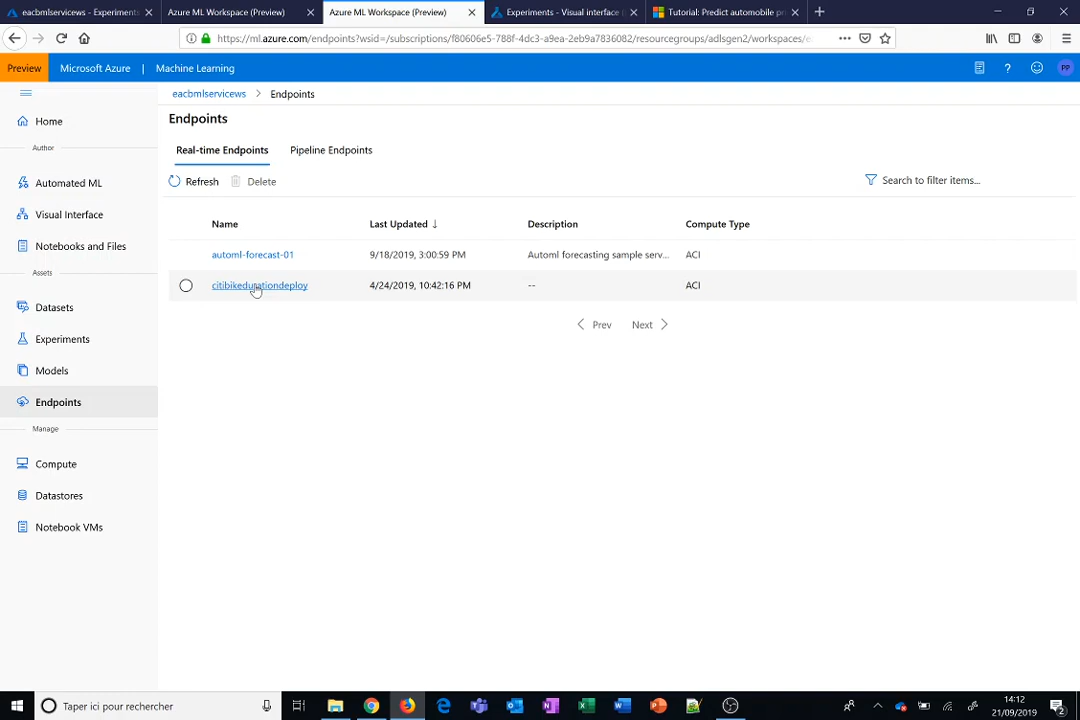 eacbmlservicews - Experiments
Azure ML Workspace (Preview)
Azure ML Workspace (Preview)
Experiments - Visual interface (
Tutorial: Predict automobile pri
https://ml.azure.com/endpoints?wsid=/subscriptions/f80606e5-788f-4dc3-a9ea-2eb9a7836082/resourcegroups/adlsgen2/workspaces/e
Preview
Microsoft Azure | Machine Learning
PP
eacbmlservicews > Endpoints
Endpoints
Real-time Endpoints
Pipeline Endpoints
Refresh
Delete
Search to filter items...
Name
Last Updated ↓
Description
Compute Type
automl-forecast-01
9/18/2019, 3:00:59 PM
Automl forecasting sample serv...
ACI
citibikedurationdeploy
4/24/2019, 10:42:16 PM
--
ACI
Prev
Next
Home
Author
Automated ML
Visual Interface
Notebooks and Files
Assets
Datasets
Experiments
Models
Endpoints
Manage
Compute
Datastores
Notebook VMs
Taper ici pour rechercher
14:12
21/09/2019
2